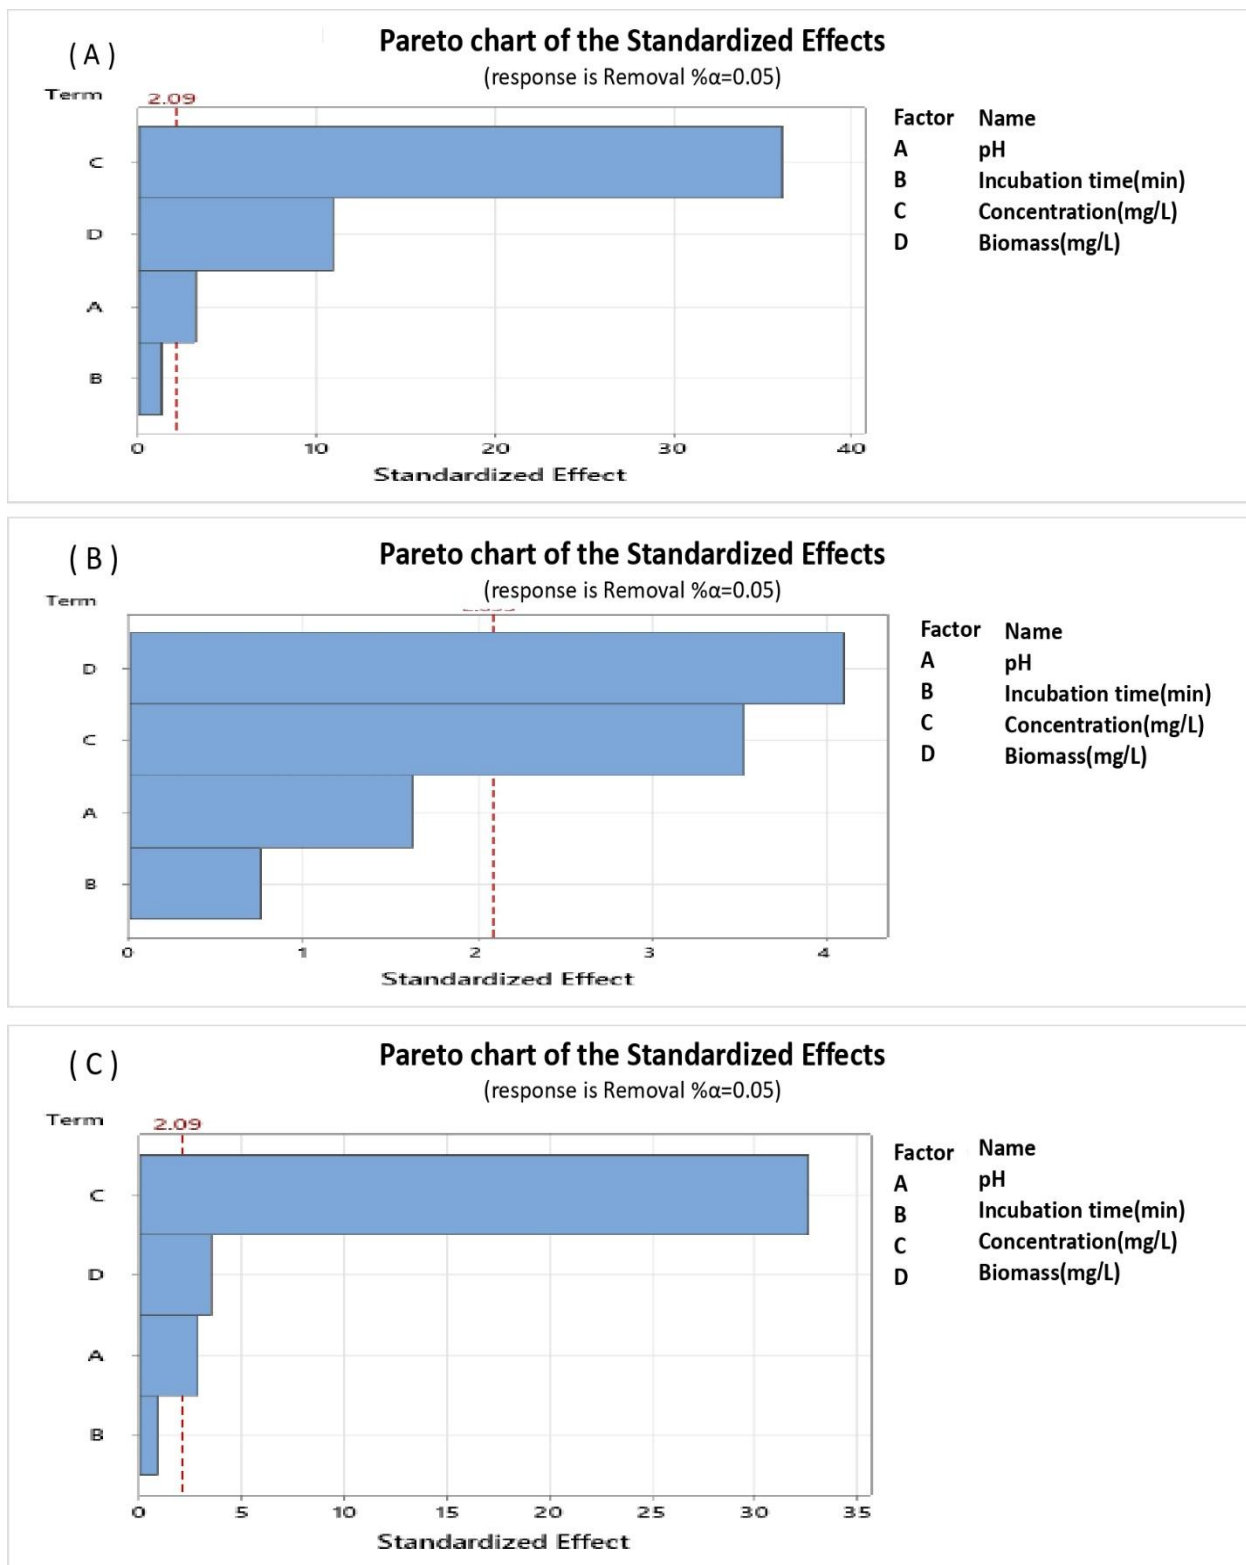 ( A )
Pareto chart of the Standardized Effects
(response is Removal %α=0.05)
Term
2.09
C
D
A
B
0 10 20 30 40
Standardized Effect
Factor Name
A pH
B Incubation time(min)
C Concentration(mg/L)
D Biomass(mg/L)
( B )
Pareto chart of the Standardized Effects
(response is Removal %α=0.05)
Term
D
C
A
B
0 1 2 3 4
Standardized Effect
Factor Name
A pH
B Incubation time(min)
C Concentration(mg/L)
D Biomass(mg/L)
( C )
Pareto chart of the Standardized Effects
(response is Removal %α=0.05)
Term
2.09
C
D
A
B
0 5 10 15 20 25 30 35
Standardized Effect
Factor Name
A pH
B Incubation time(min)
C Concentration(mg/L)
D Biomass(mg/L)